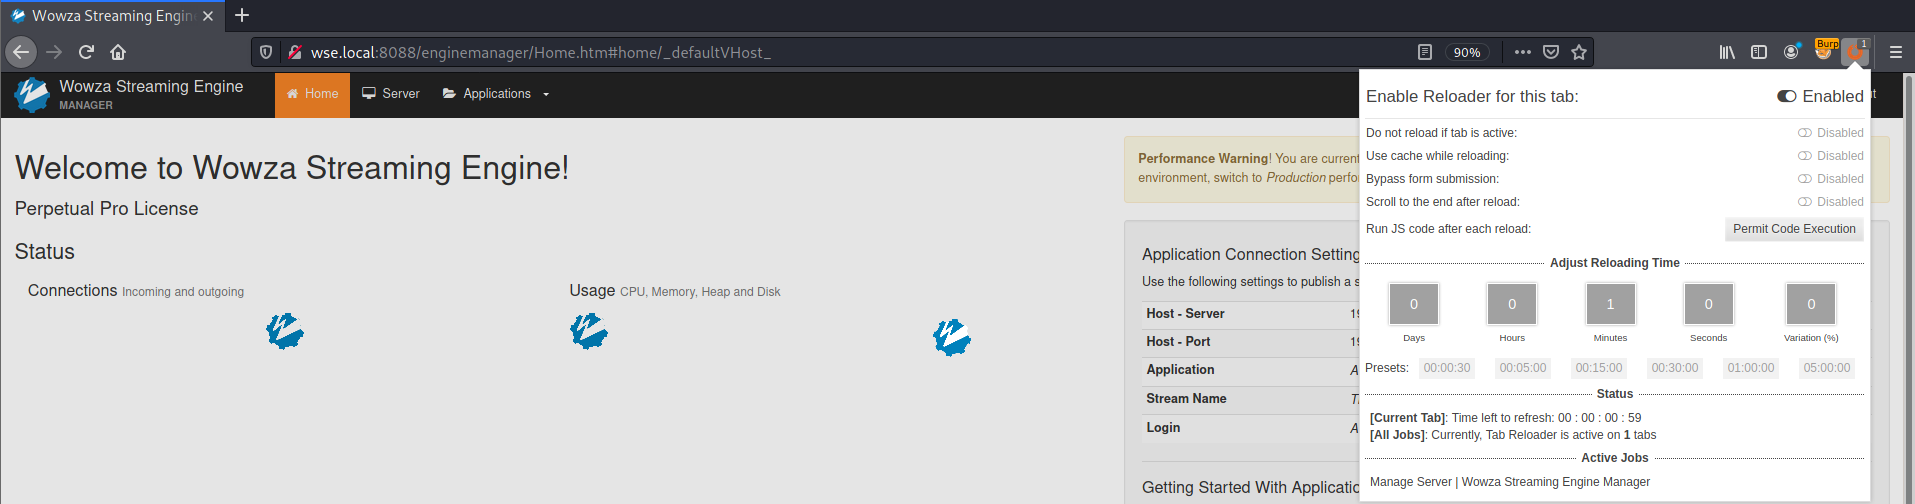 Wowza Streaming Engin
wse.local:8088/enginemanager/Home.htm#home/_defaultVHost_
90%
Burp
1
Wowza Streaming Engine
MANAGER
Home
Server
Applications
Welcome to Wowza Streaming Engine!
Perpetual Pro License
Status
Connections Incoming and outgoing
Usage CPU, Memory, Heap and Disk
Performance Warning! You are current
environment, switch to Production perfor
Application Connection Setting
Use the following settings to publish a s
Host - Server 19
Host - Port 19
Application A
Stream Name
Login A
Getting Started With Applicatio
Enable Reloader for this tab: Enabled
Do not reload if tab is active: Disabled
Use cache while reloading: Disabled
Bypass form submission: Disabled
Scroll to the end after reload: Disabled
Run JS code after each reload: Permit Code Execution
Adjust Reloading Time
0 0 1 0 0
Days Hours Minutes Seconds Variation (%)
Presets: 00:00:30 00:05:00 00:15:00 00:30:00 01:00:00 05:00:00
Status
[Current Tab]: Time left to refresh: 00 : 00 : 00 : 59
[All Jobs]: Currently, Tab Reloader is active on 1 tabs
Active Jobs
Manage Server | Wowza Streaming Engine Manager